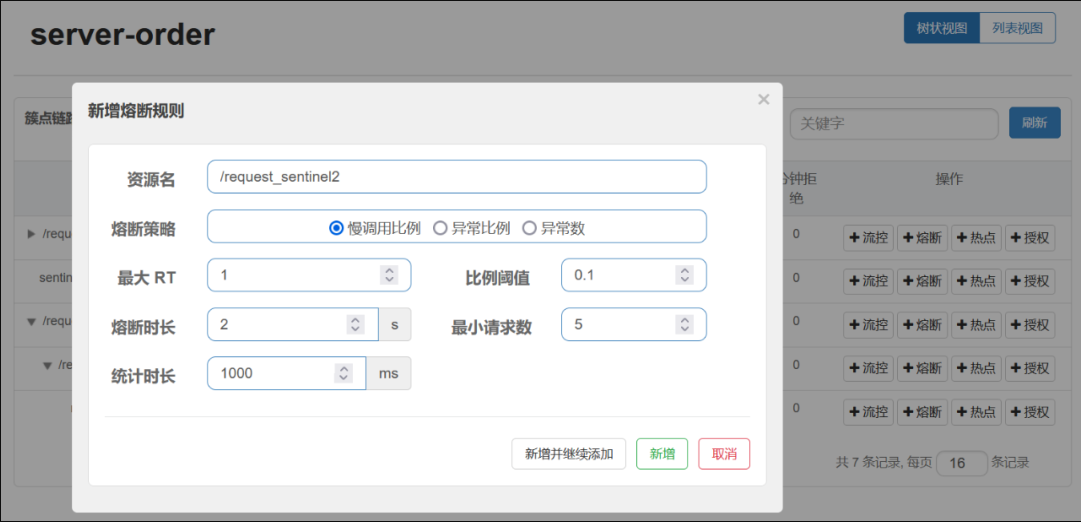 server-order
树状视图 列表视图
新增熔断规则 ×
簇点链路 关键字 刷新
资源名 /request_sentinel2
分钟拒绝 操作
熔断策略 慢调用比例 异常比例 异常数
/requ 0 流控 熔断 热点 授权
最大 RT 1 比例阈值 0.1
sentin 0 流控 熔断 热点 授权
熔断时长 2 s 最小请求数 5
/requ 0 流控 熔断 热点 授权
统计时长 1000 ms
/re 0 流控 熔断 热点 授权
0 流控 熔断 热点 授权
新增并继续添加 新增 取消
共 7 条记录, 每页 16 条记录